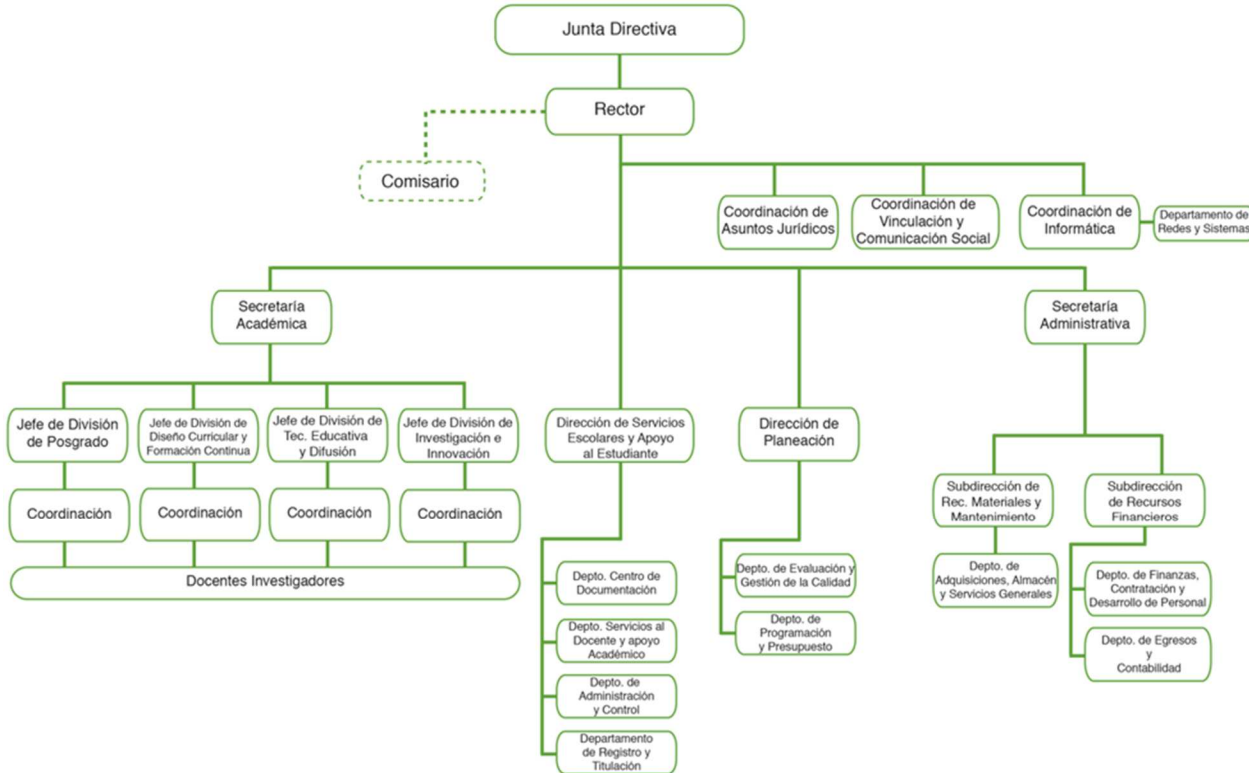 Junta Directiva
Rector
Comisario
Coordinación de
Asuntos Jurídicos
Coordinación de
Vinculación y
Comunicación Social
Coordinación de
Informática
Departamento de
Redes y Sistemas
Secretaría
Académica
Secretaría
Administrativa
Jefe de División
de Posgrado
Jefe de División de
Diseño Curricular y
Formación Continua
Jefe de División de
Tec. Educativa
y Difusión
Jefe de División de
Investigación e
Innovación
Dirección de Servicios
Escolares y Apoyo
al Estudiante
Dirección
de Planeación
Coordinación
Coordinación
Coordinación
Coordinación
Subdirección de
Rec. Materiales y
Mantenimiento
Subdirección
de Recursos
Financieros
Docentes Investigadores
Depto. Centro de
Documentación
Depto. Servicios al
Docente y apoyo
Académico
Depto. de
Administración
y Control
Departamento
de Registro y
Titulación
Depto. de Evaluación y
Gestión de la Calidad
Depto. de
Programación
y Presupuesto
Depto. de
Adquisiciones, Almacén
y Servicios Generales
Depto. de Finanzas,
Contratación y
Desarrollo de Personal
Depto. de Egresos
y
Contabilidad